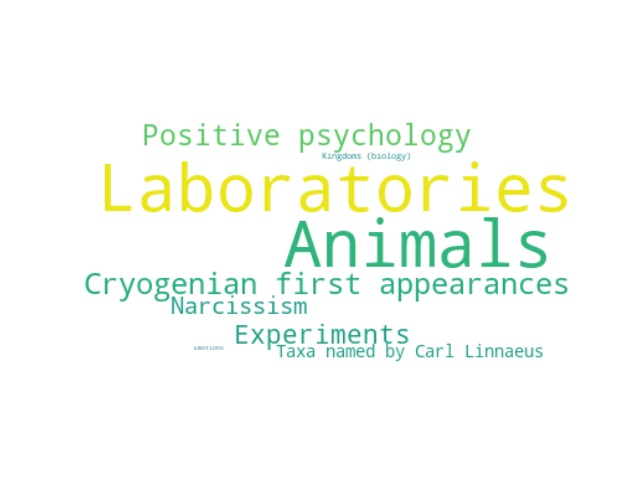 Positive psychology
Kingdoms (biology)
Laboratories
Animals
Cryogenian first appearances
Narcissism
Experiments
Emotions
Taxa named by Carl Linnaeus